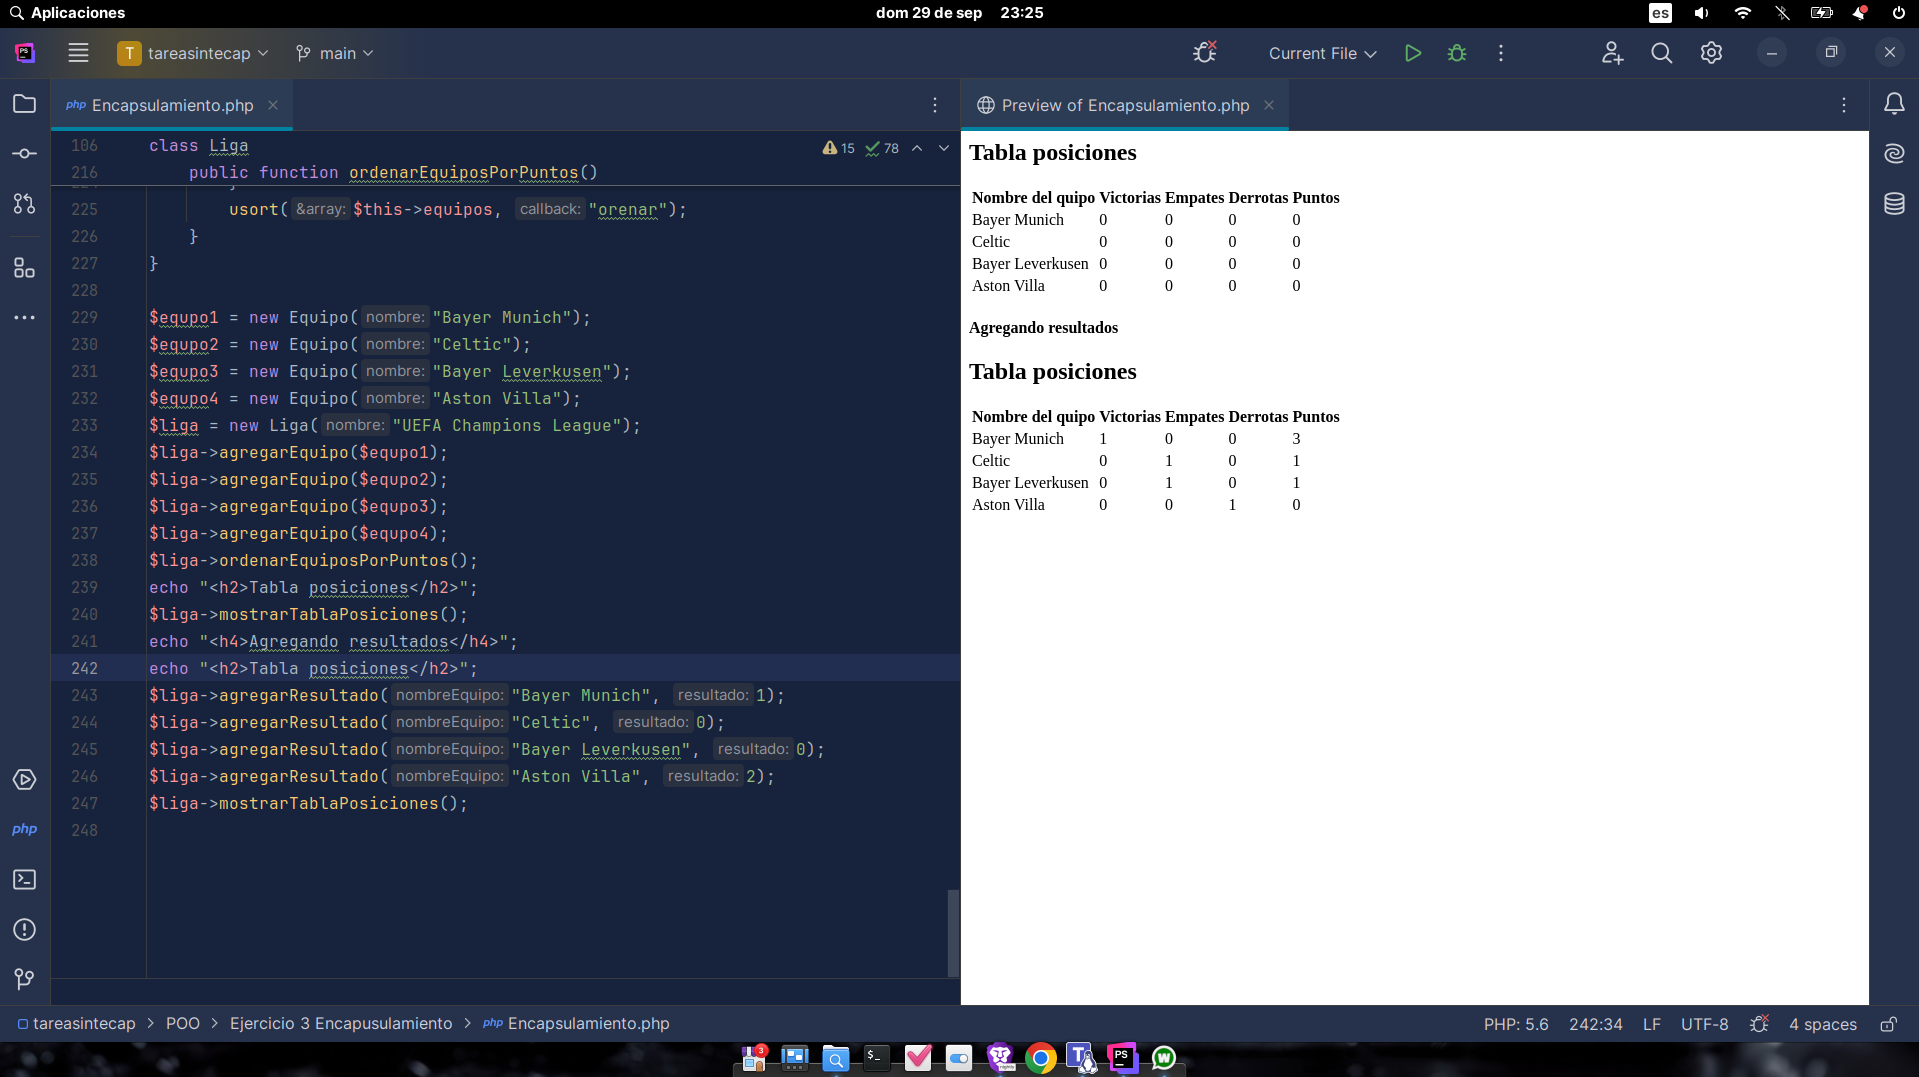 Aplicaciones
dom 29 de sep 23:25
es
PS
T tareasintecap
main
Current File
php Encapsulamiento.php
Preview of Encapsulamiento.php
15 78
106 class Liga
216 public function ordenarEquiposPorPuntos()
225 usort( &array: $this->equipos, callback: "orenar");
226 }
227 }
228
229 $equpo1 = new Equipo( nombre: "Bayer Munich");
230 $equpo2 = new Equipo( nombre: "Celtic");
231 $equpo3 = new Equipo( nombre: "Bayer Leverkusen");
232 $equpo4 = new Equipo( nombre: "Aston Villa");
233 $liga = new Liga( nombre: "UEFA Champions League");
234 $liga->agregarEquipo($equpo1);
235 $liga->agregarEquipo($equpo2);
236 $liga->agregarEquipo($equpo3);
237 $liga->agregarEquipo($equpo4);
238 $liga->ordenarEquiposPorPuntos();
239 echo "<h2>Tabla posiciones</h2>";
240 $liga->mostrarTablaPosiciones();
241 echo "<h4>Agregando resultados</h4>";
242 echo "<h2>Tabla posiciones</h2>";
243 $liga->agregarResultado( nombreEquipo: "Bayer Munich", resultado: 1);
244 $liga->agregarResultado( nombreEquipo: "Celtic", resultado: 0);
245 $liga->agregarResultado( nombreEquipo: "Bayer Leverkusen", resultado: 0);
246 $liga->agregarResultado( nombreEquipo: "Aston Villa", resultado: 2);
247 $liga->mostrarTablaPosiciones();
248
Tabla posiciones
Nombre del quipo Victorias Empates Derrotas Puntos
Bayer Munich 0 0 0 0
Celtic 0 0 0 0
Bayer Leverkusen 0 0 0 0
Aston Villa 0 0 0 0
Agregando resultados
Tabla posiciones
Nombre del quipo Victorias Empates Derrotas Puntos
Bayer Munich 1 0 0 3
Celtic 0 1 0 1
Bayer Leverkusen 0 1 0 1
Aston Villa 0 0 1 0
php
tareasintecap > POO > Ejercicio 3 Encapusulamiento > php Encapsulamiento.php
PHP: 5.6 242:34 LF UTF-8 4 spaces
3
$_
T
PS
W